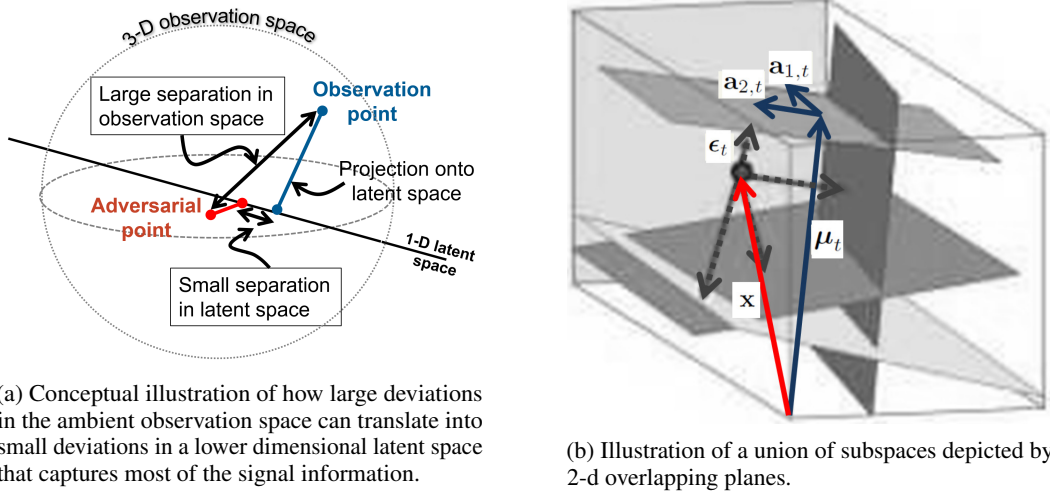 3-D observation space
Large separation in
observation space
Observation
point
Projection onto
latent space
Adversarial
point
1-D latent
space
Small separation
in latent space
(a) Conceptual illustration of how large deviations
in the ambient observation space can translate into
small deviations in a lower dimensional latent space
that captures most of the signal information.
a1,t
a2,t
ϵt
μt
x
(b) Illustration of a union of subspaces depicted by
2-d overlapping planes.